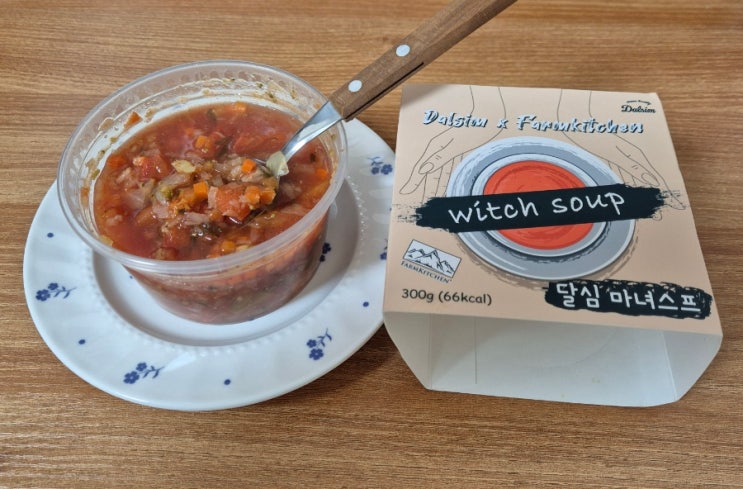 Dalsim
Dalsim x Farmkitchen
witch soup
FARMKITCHEN
300g (66kcal)
달심 마녀스프